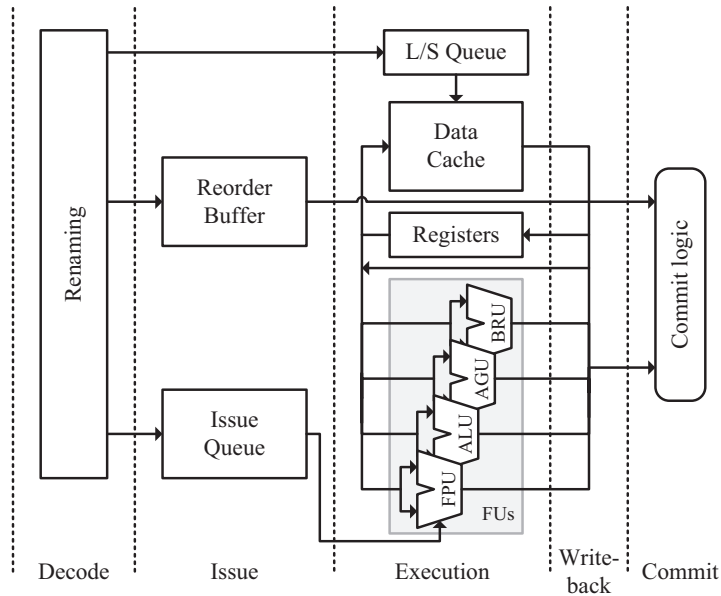 L/S Queue
Data
Cache
Renaming
Reorder
Buffer
Registers
Commit logic
BRU
AGU
Issue
Queue
ALU
FPU
FUs
Decode
Issue
Execution
Write-
back
Commit